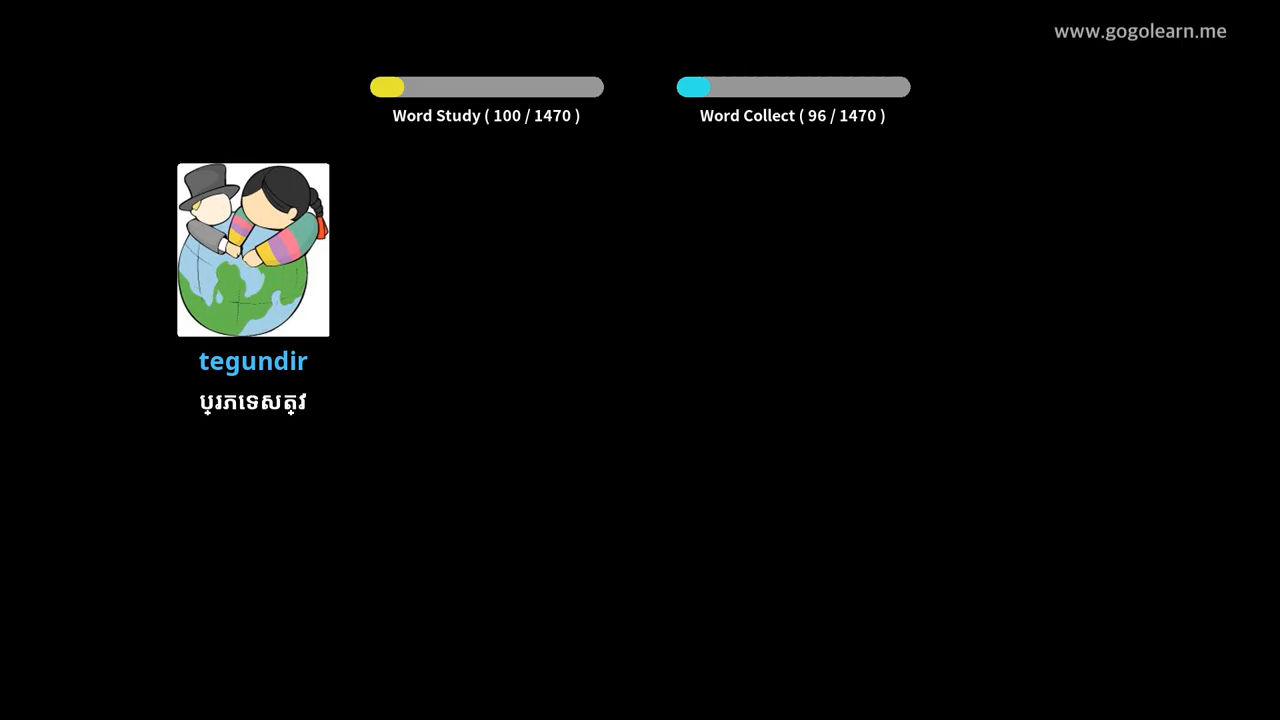 www.gogolearn.me
Word Study ( 100 / 1470 )
Word Collect ( 96 / 1470 )
tegundir
ប្រភទេសត្វ